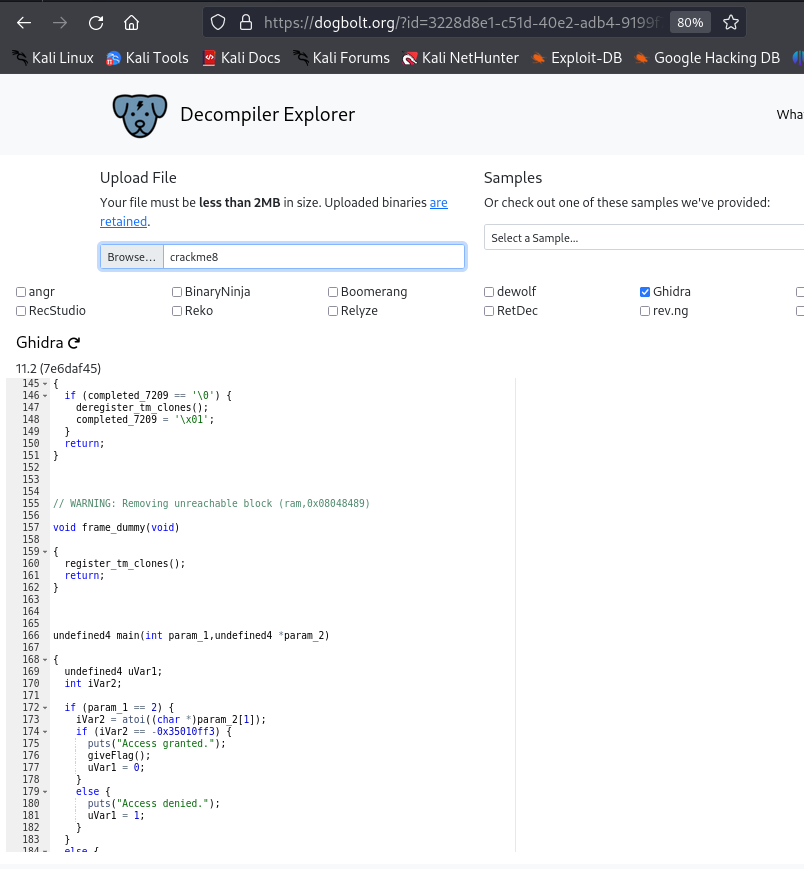 https://dogbolt.org/?id=3228d8e1-c51d-40e2-adb4-9199f
80%
Kali Linux Kali Tools Kali Docs Kali Forums Kali NetHunter Exploit-DB Google Hacking DB
Decompiler Explorer
Wha
Upload File
Your file must be less than 2MB in size. Uploaded binaries are
retained.
Browse... crackme8
Samples
Or check out one of these samples we've provided:
Select a Sample...
angr BinaryNinja Boomerang dewolf Ghidra
RecStudio Reko Relyze RetDec rev.ng
Ghidra
11.2 (7e6daf45)
145 {
146 if (completed_7209 == '\0') {
147 deregister_tm_clones();
148 completed_7209 = '\x01';
149 }
150 return;
151 }
152
153
154
155 // WARNING: Removing unreachable block (ram,0x08048489)
156
157 void frame_dummy(void)
158
159 {
160 register_tm_clones();
161 return;
162 }
163
164
165
166 undefined4 main(int param_1,undefined4 *param_2)
167
168 {
169 undefined4 uVar1;
170 int iVar2;
171
172 if (param_1 == 2) {
173 iVar2 = atoi((char *)param_2[1]);
174 if (iVar2 == -0x35010ff3) {
175 puts("Access granted.");
176 giveFlag();
177 uVar1 = 0;
178 }
179 else {
180 puts("Access denied.");
181 uVar1 = 1;
182 }
183 }
184 else {